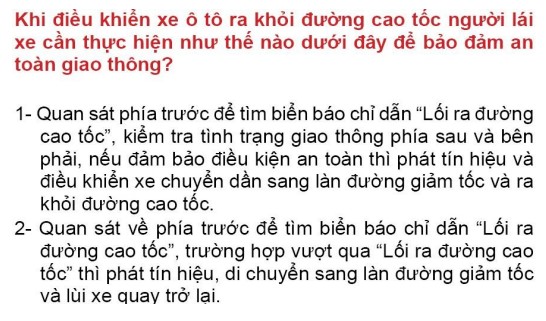 Khi điều khiển xe ô tô ra khỏi đường cao tốc người lái
xe cần thực hiện như thế nào dưới đây để bảo đảm an
toàn giao thông?
1- Quan sát phía trước để tìm biển báo chỉ dẫn “Lối ra đường
cao tốc”, kiểm tra tình trạng giao thông phía sau và bên
phải, nếu đảm bảo điều kiện an toàn thì phát tín hiệu và
điều khiển xe chuyển dần sang làn đường giảm tốc và ra
khỏi đường cao tốc.
2- Quan sát về phía trước để tìm biển báo chỉ dẫn “Lối ra
đường cao tốc”, trường hợp vượt qua “Lối ra đường cao
tốc” thì phát tín hiệu, di chuyển sang làn đường giảm tốc
và lùi xe quay trở lại.